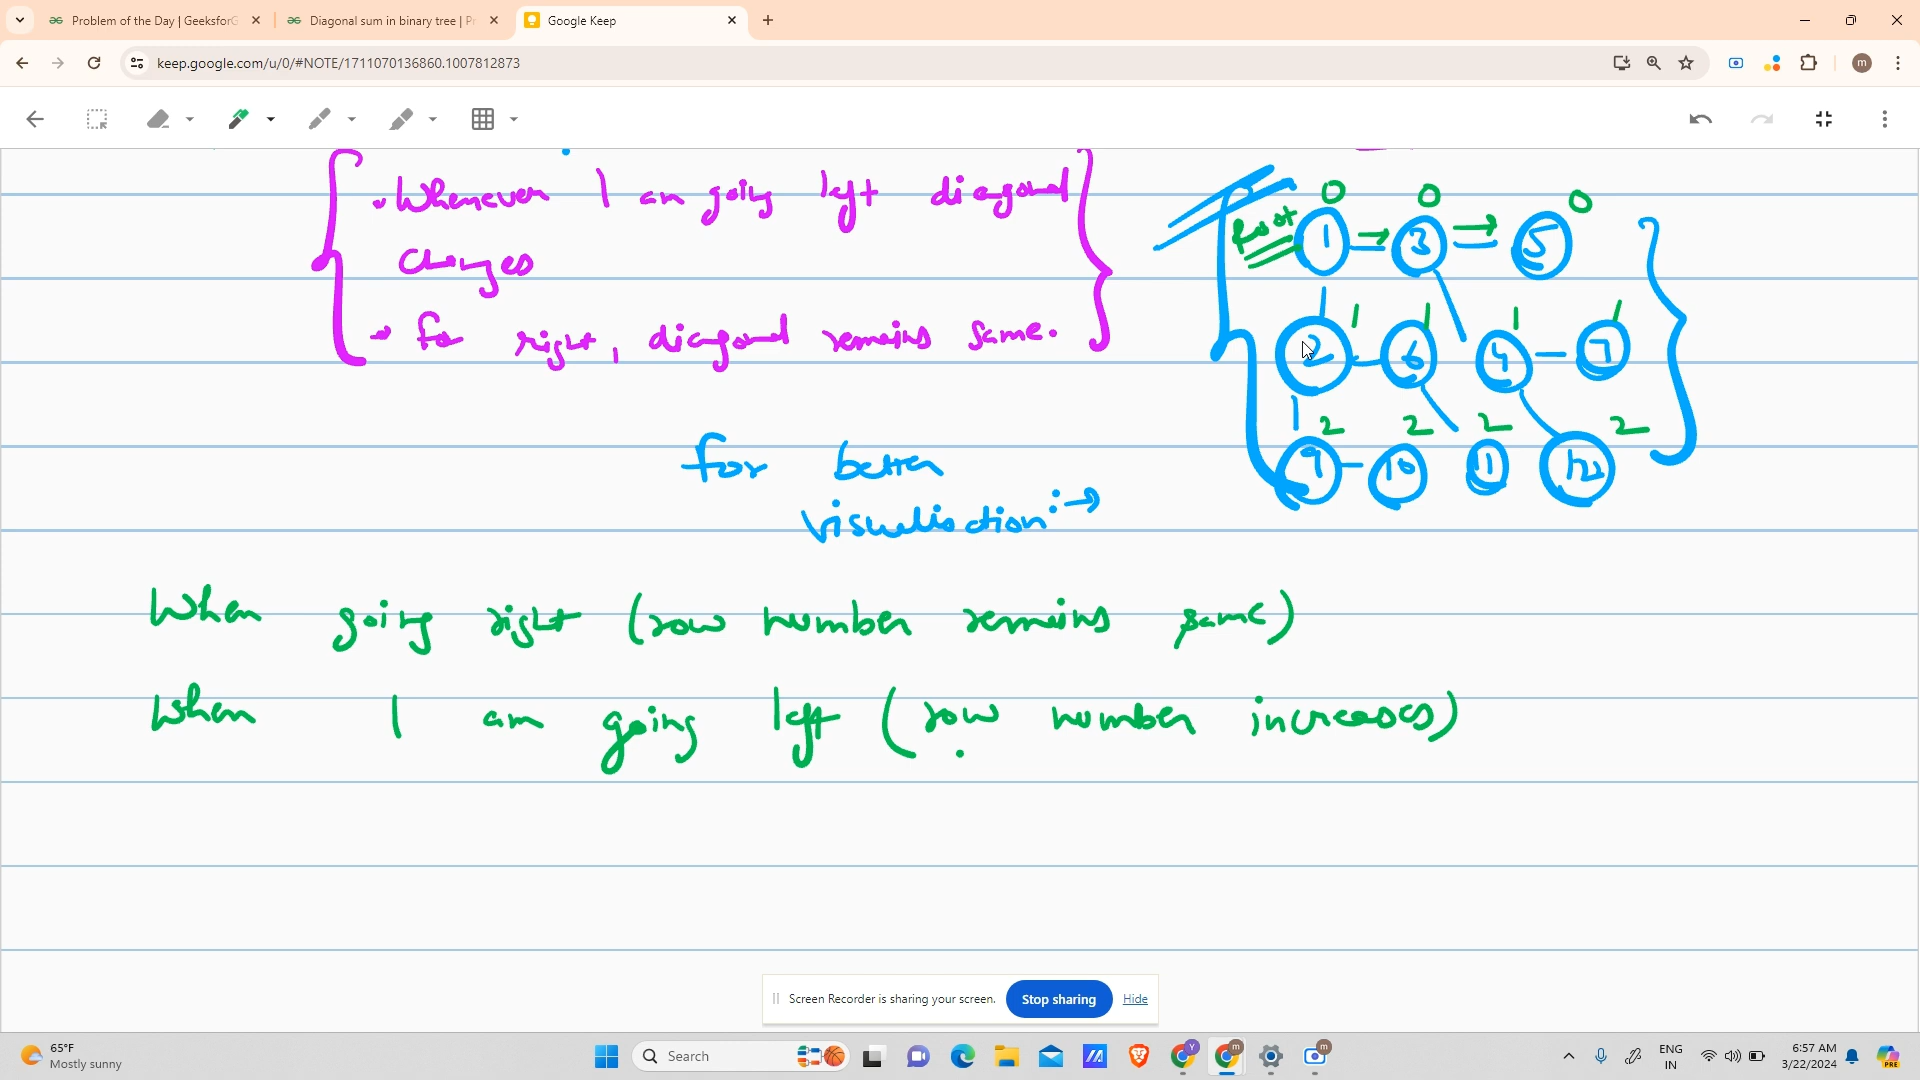 Problem of the Day | GeeksforG
Diagonal sum in binary tree | Pr
Google Keep
keep.google.com/u/0/#NOTE/1711070136860.1007812873
m
• Whenever I am going left diagonal
changes
• for right, diagonal remains same.
0 0 0
Root 1 3 5
1 1 1 1
2 6 4 7
2 2 2 2
9 10 11 12
for better
visualisation :→
When going right (row number remains same)
When I am going left (row number increases)
Screen Recorder is sharing your screen.
Stop sharing
Hide
65°F
Mostly sunny
Search
Y
m
m
ENG
IN
6:57 AM
3/22/2024
PRE